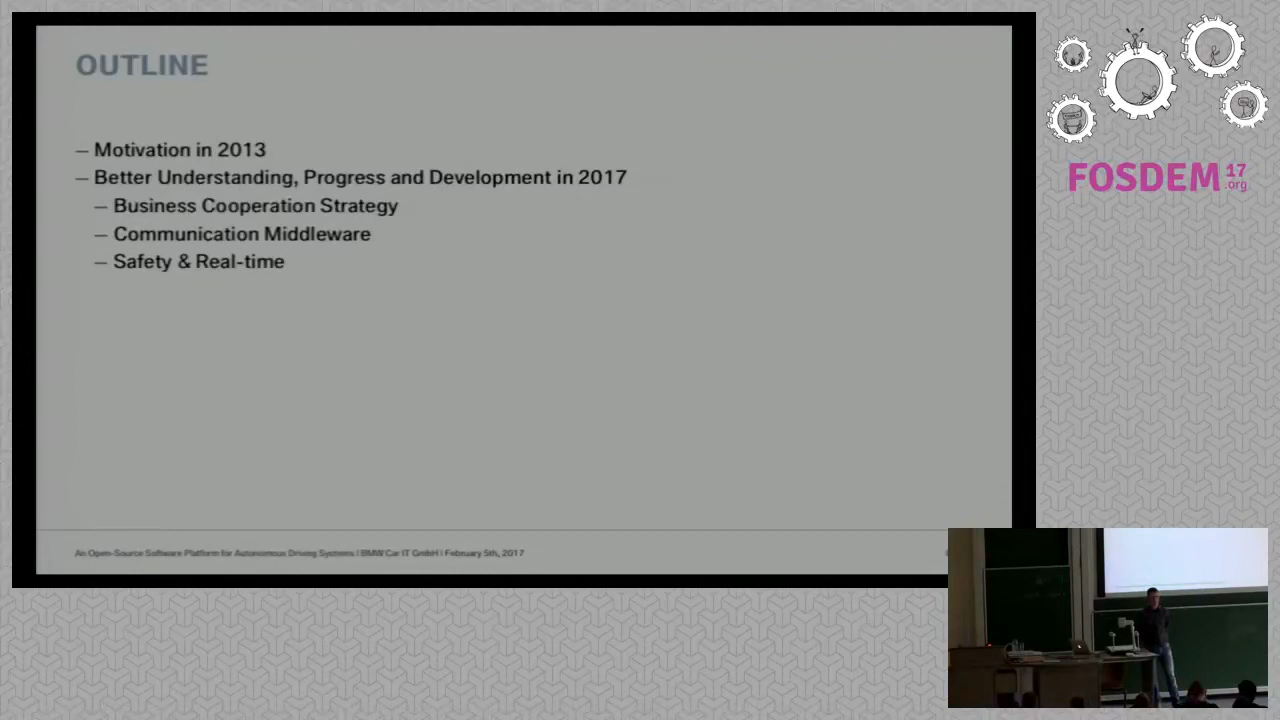 OUTLINE
— Motivation in 2013
— Better Understanding, Progress and Development in 2017
— Business Cooperation Strategy
— Communication Middleware
— Safety & Real-time
An Open-Source Software Platform for Autonomous Driving Systems | BMW Car IT GmbH | February 5th, 2017
FOSDEM 17
.org